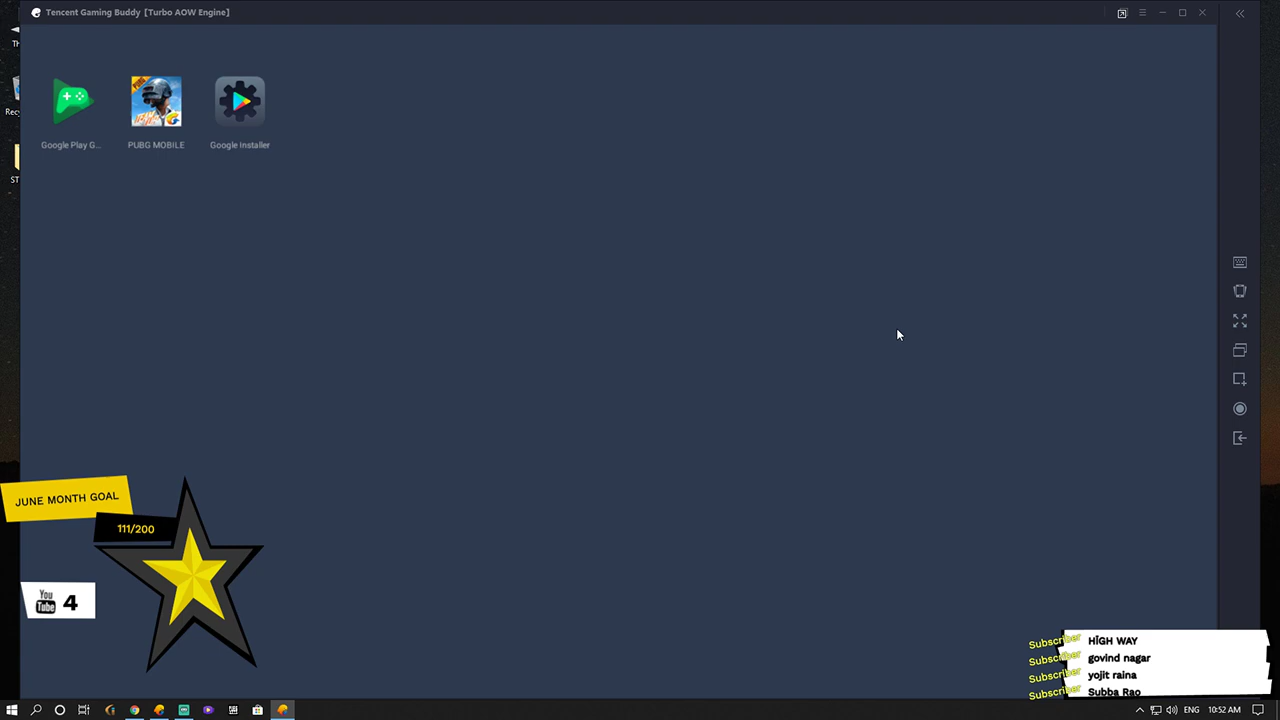 Tencent Gaming Buddy [Turbo AOW Engine]
Google Play G...
PUBG MOBILE
Google Installer
JUNE MONTH GOAL
111/200
You Tube 4
Subscriber HĪGH WAY
Subscriber govind nagar
Subscriber yojit raina
Subscriber Subba Rao
ENG 10:52 AM